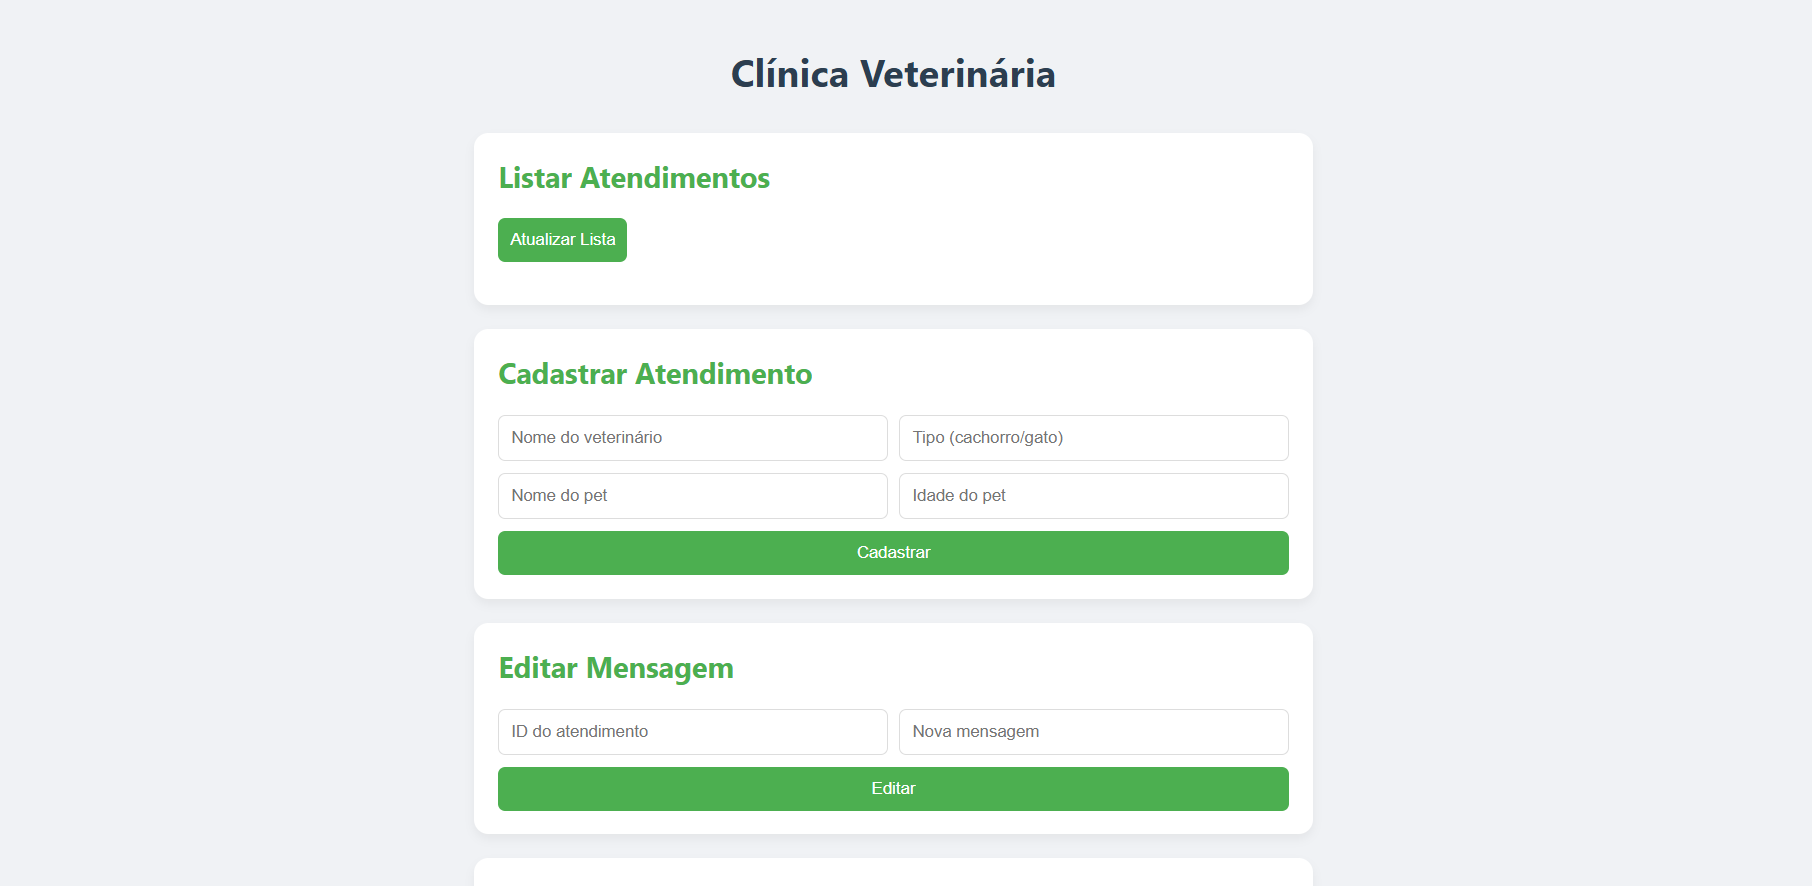 Clínica Veterinária
Listar Atendimentos
Atualizar Lista
Cadastrar Atendimento
Nome do veterinário
Tipo (cachorro/gato)
Nome do pet
Idade do pet
Cadastrar
Editar Mensagem
ID do atendimento
Nova mensagem
Editar